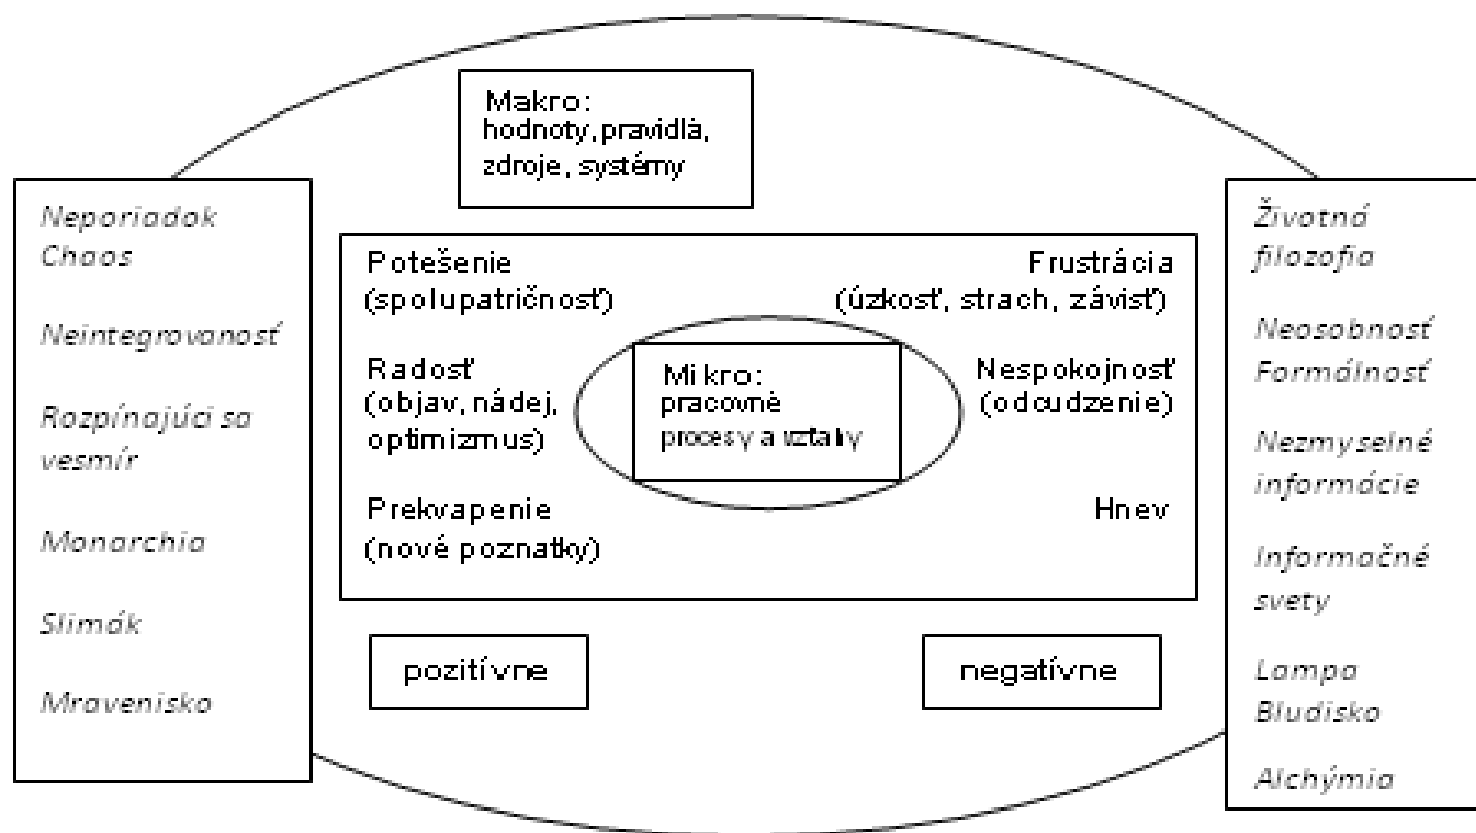 Makro:
hodnoty, pravidlá,
zdroje, systémy
Neporiadok
Chaos
Neintegrovanosť
Rozpínajúci sa
vesmír
Monarchia
Slimák
Mravenisko
Potešenie
(spolupatričnosť)
Radosť
(objav, nádej,
optimizmus)
Prekvapenie
(nové poznatky)
Mikro:
pracovné
procesy a vzťahy
Frustrácia
(úzkosť, strach, závisť)
Nespokojnosť
(odcudzenie)
Hnev
pozitívne
negatívne
Životná
filozofia
Neosobnosť
Formálnosť
Nezmyselné
informácie
Informačné
svety
Lampa
Bludisko
Alchýmia